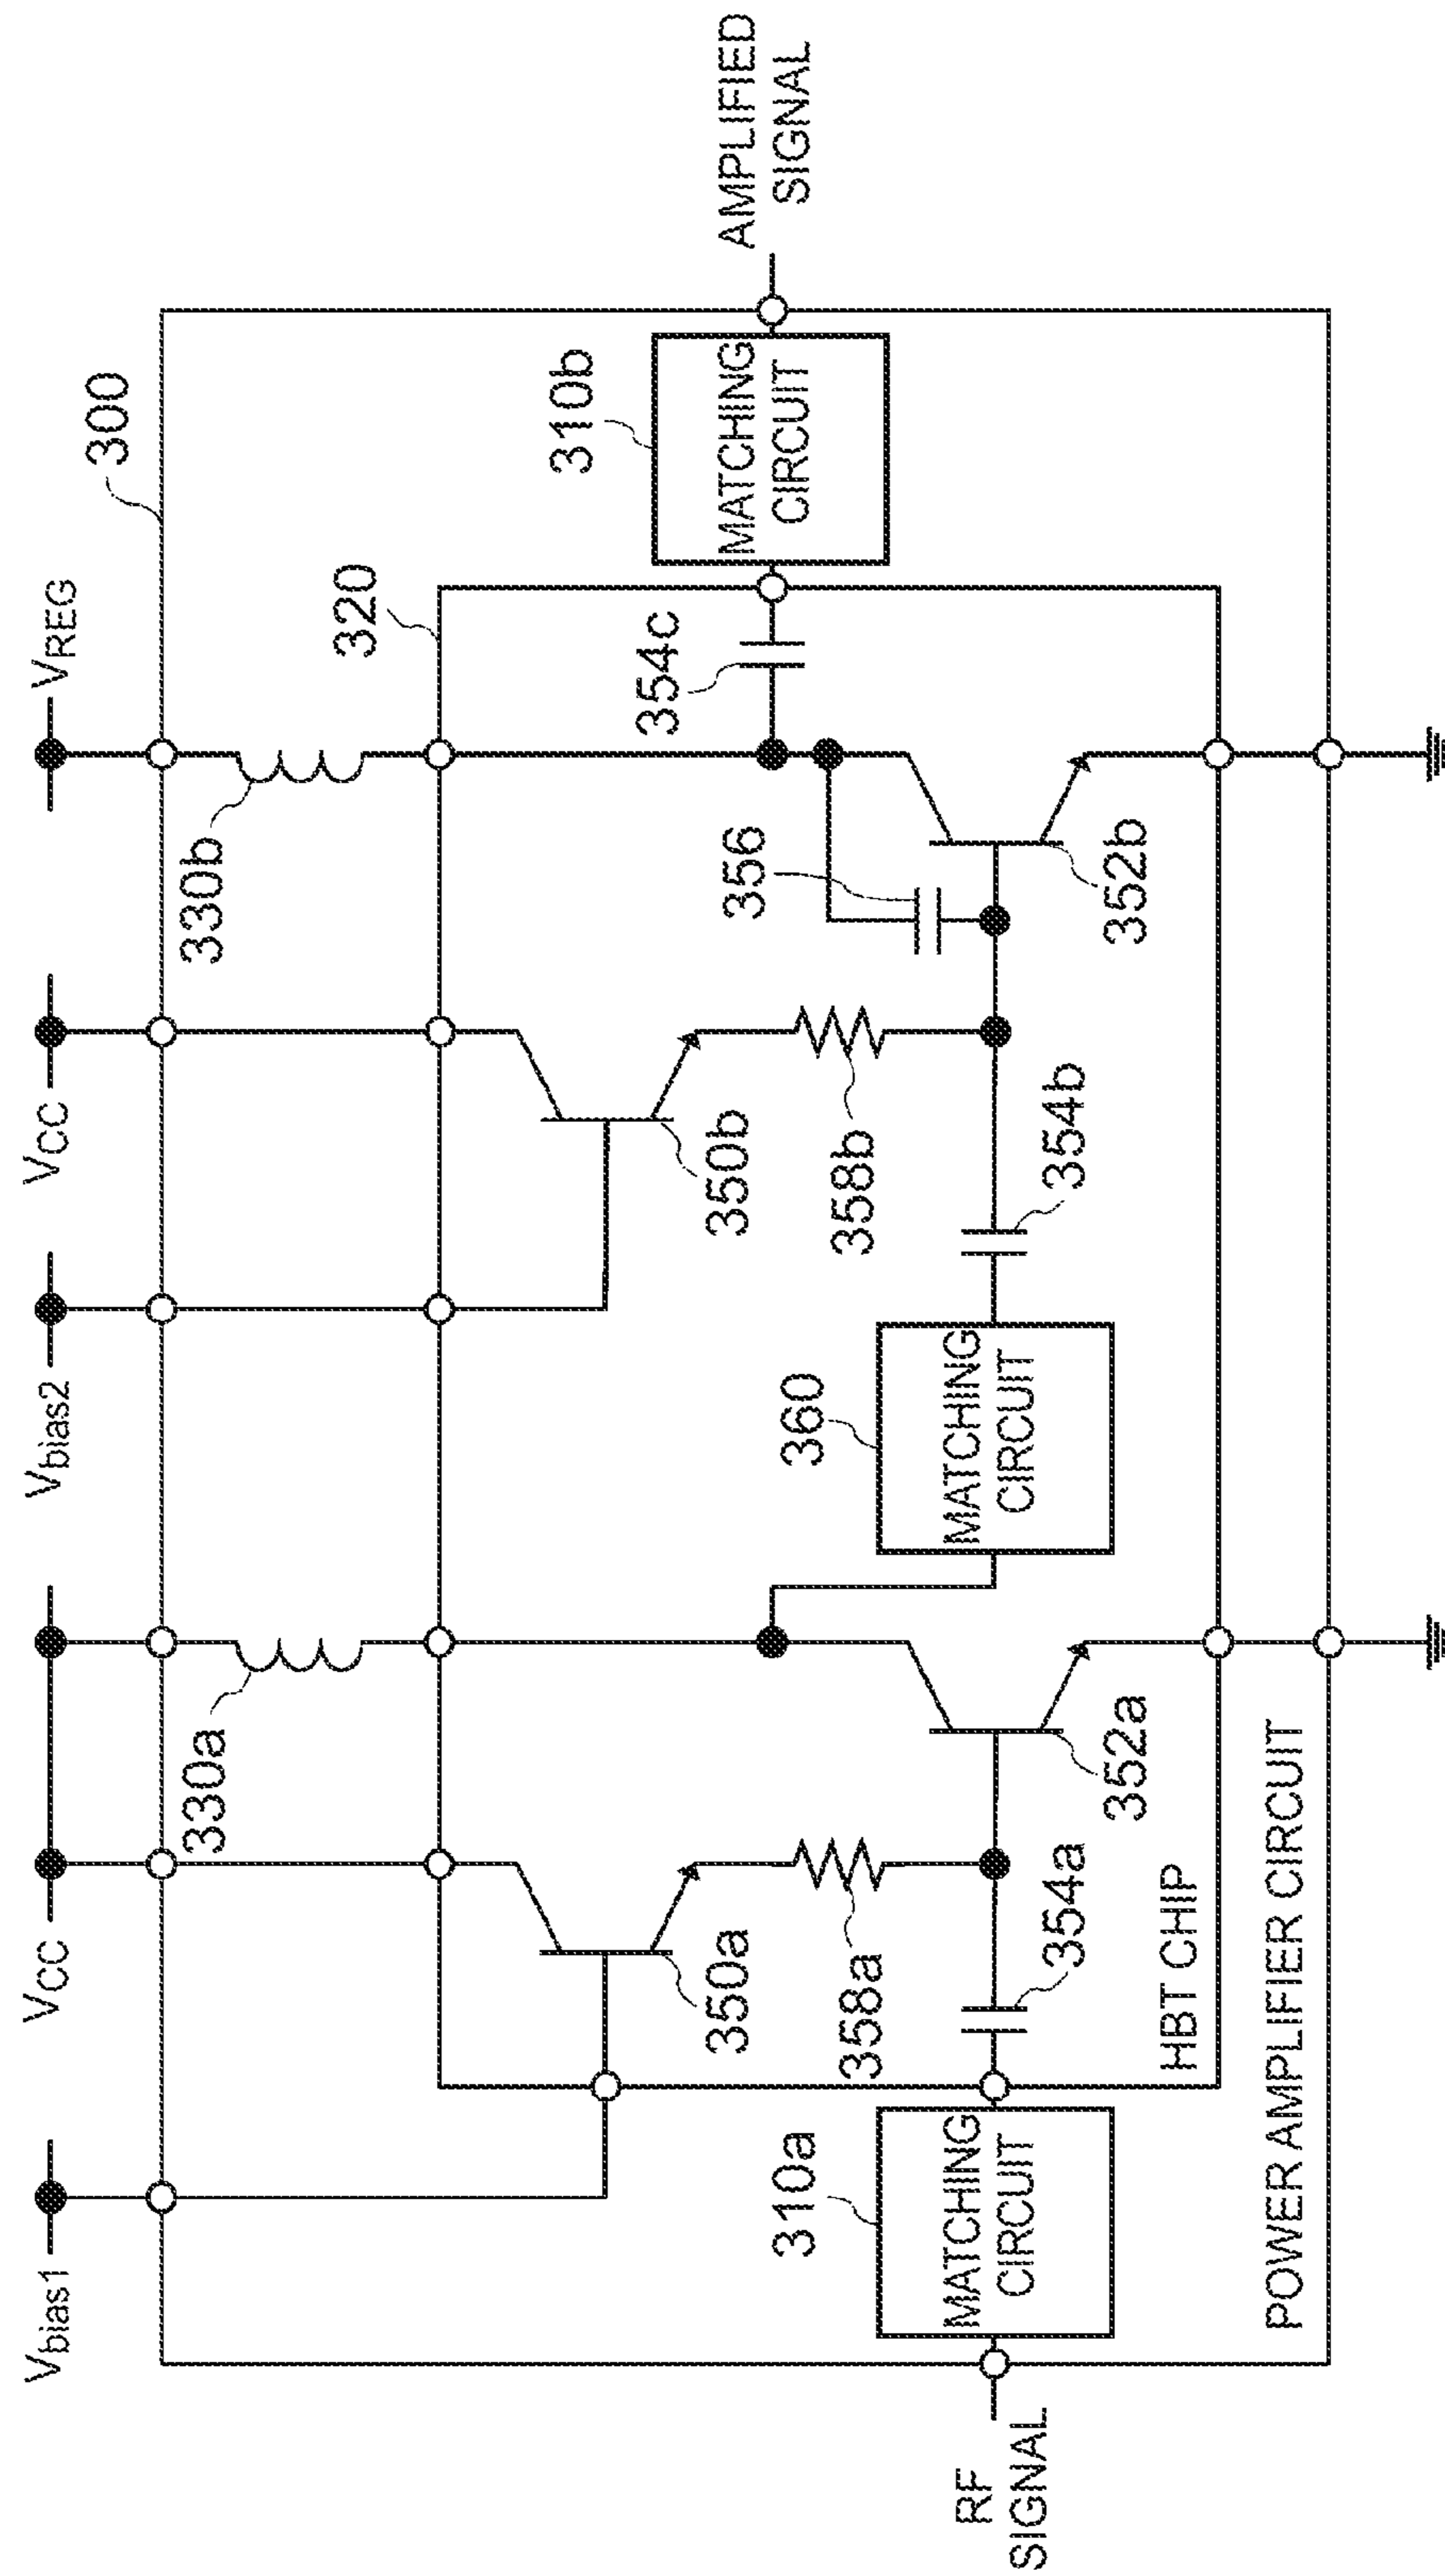 Vbias1
VCC
Vbias2
VCC
VREG
300
330a
330b
320
350a
350b
354c
310b
356
358a
358b
310a
360
MATCHING
CIRCUIT
MATCHING
CIRCUIT
MATCHING
CIRCUIT
354a
352a
354b
352b
RF
SIGNAL
AMPLIFIED
SIGNAL
HBT CHIP
POWER AMPLIFIER CIRCUIT